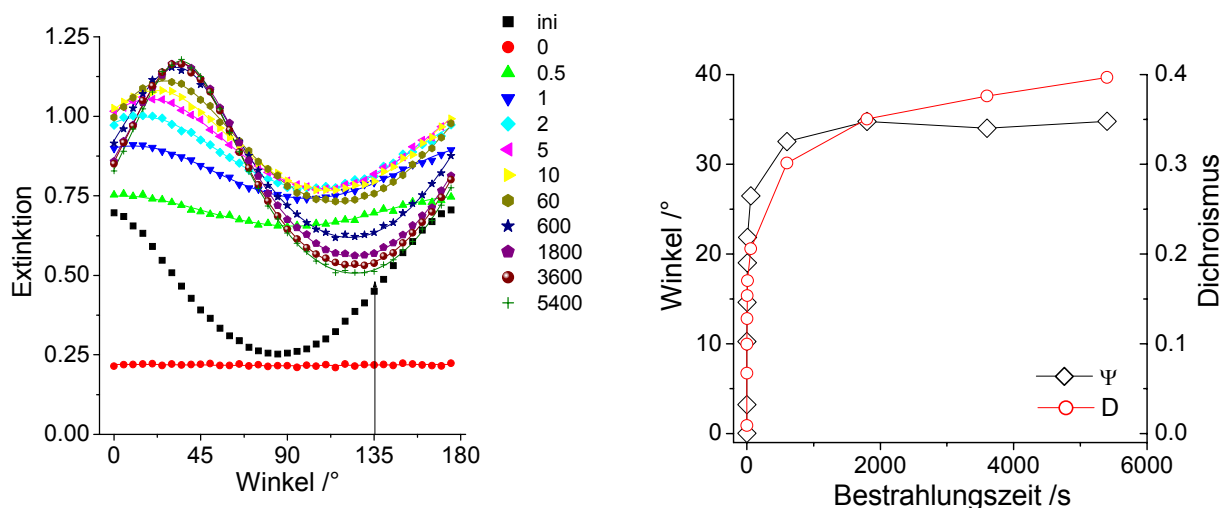 1.25
1.00
0.75
0.50
0.25
0.00
Extinktion
0 45 90 135 180
Winkel /°
ini
0
0.5
1
2
5
10
60
600
1800
3600
5400
40
30
20
10
0
Winkel /°
0.4
0.3
0.2
0.1
0.0
Dichroismus
Ψ
D
0 2000 4000 6000
Bestrahlungszeit /s